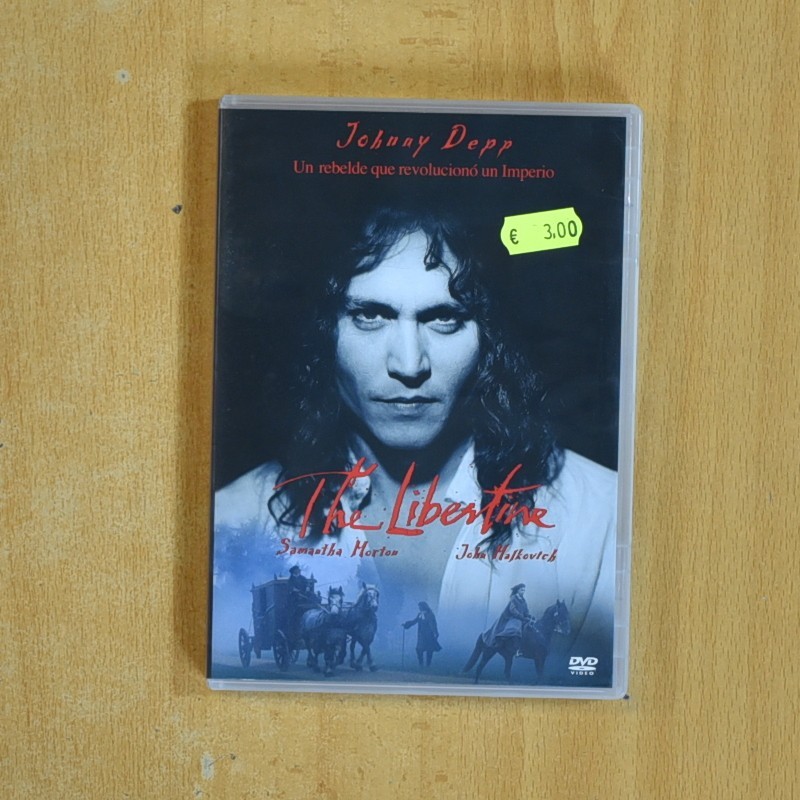 Johnny Depp
Un rebelde que revolucionó un Imperio
€ 3.00
The Libertine
Samantha Morton John Malkovich
DVD
VIDEO